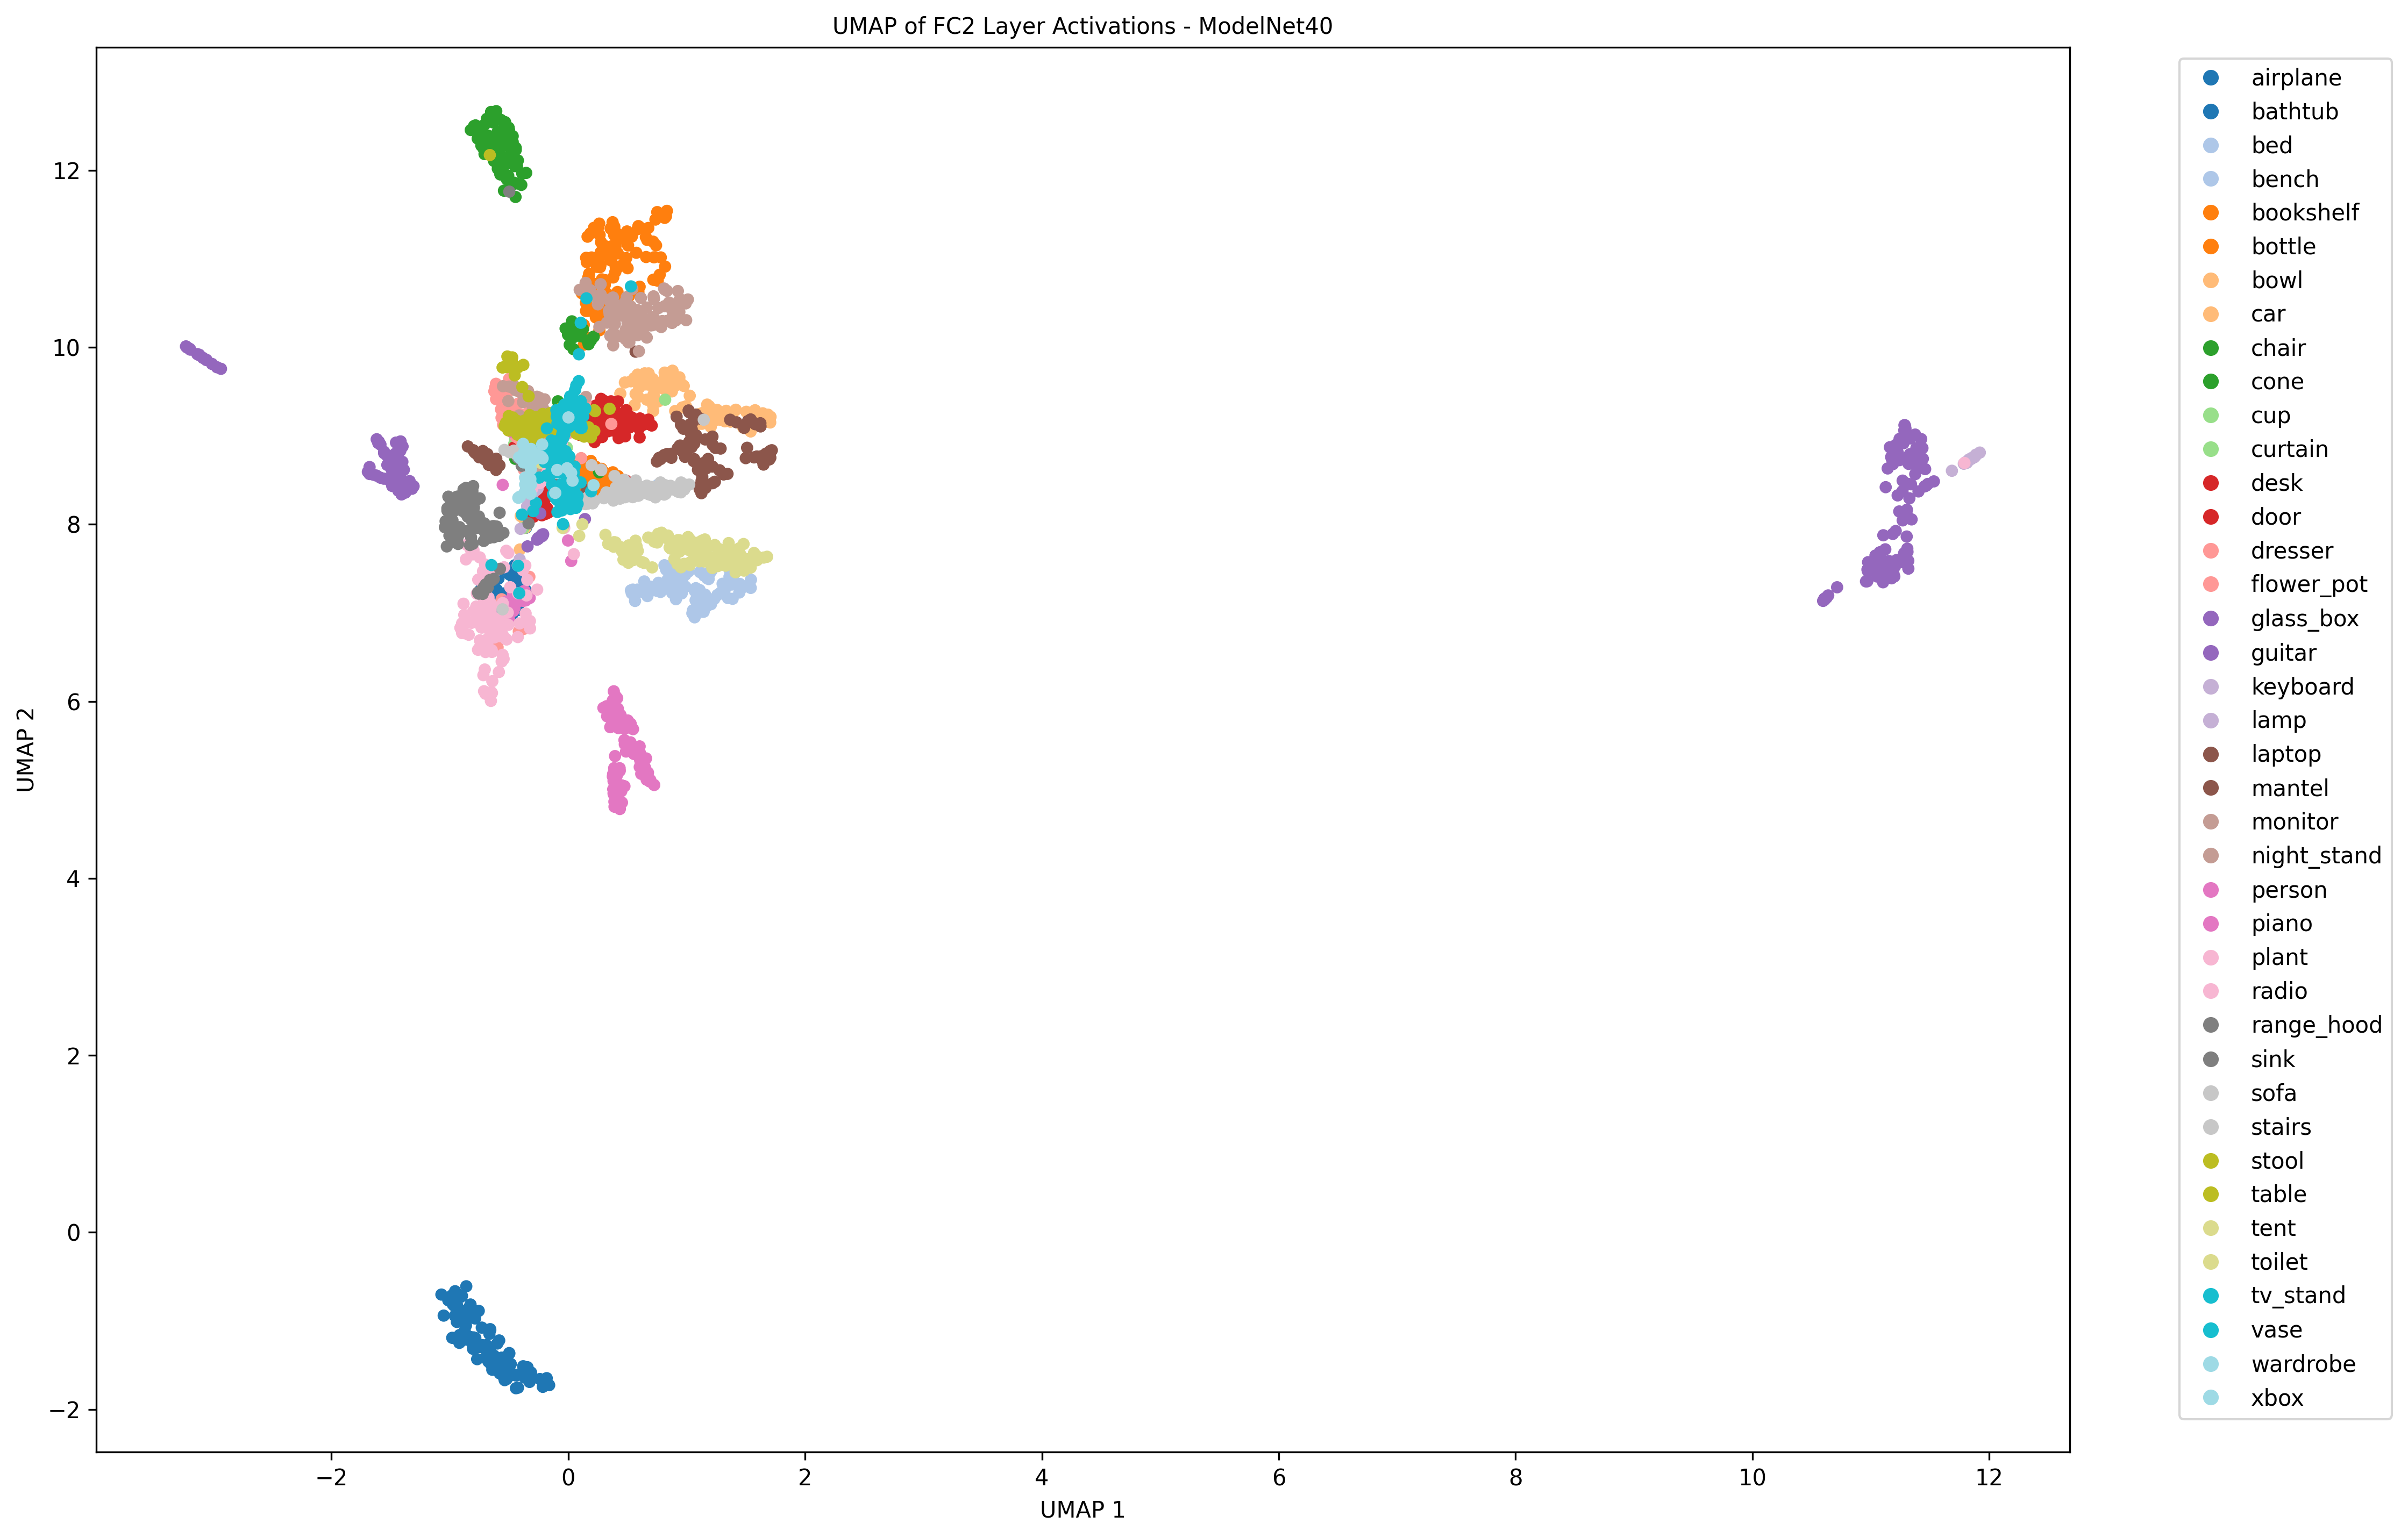 UMAP of FC2 Layer Activations - ModelNet40
12
10
8
6
4
2
0
−2
UMAP 2
−2
0
2
4
6
8
10
12
UMAP 1
airplane
bathtub
bed
bench
bookshelf
bottle
bowl
car
chair
cone
cup
curtain
desk
door
dresser
flower_pot
glass_box
guitar
keyboard
lamp
laptop
mantel
monitor
night_stand
person
piano
plant
radio
range_hood
sink
sofa
stairs
stool
table
tent
toilet
tv_stand
vase
wardrobe
xbox